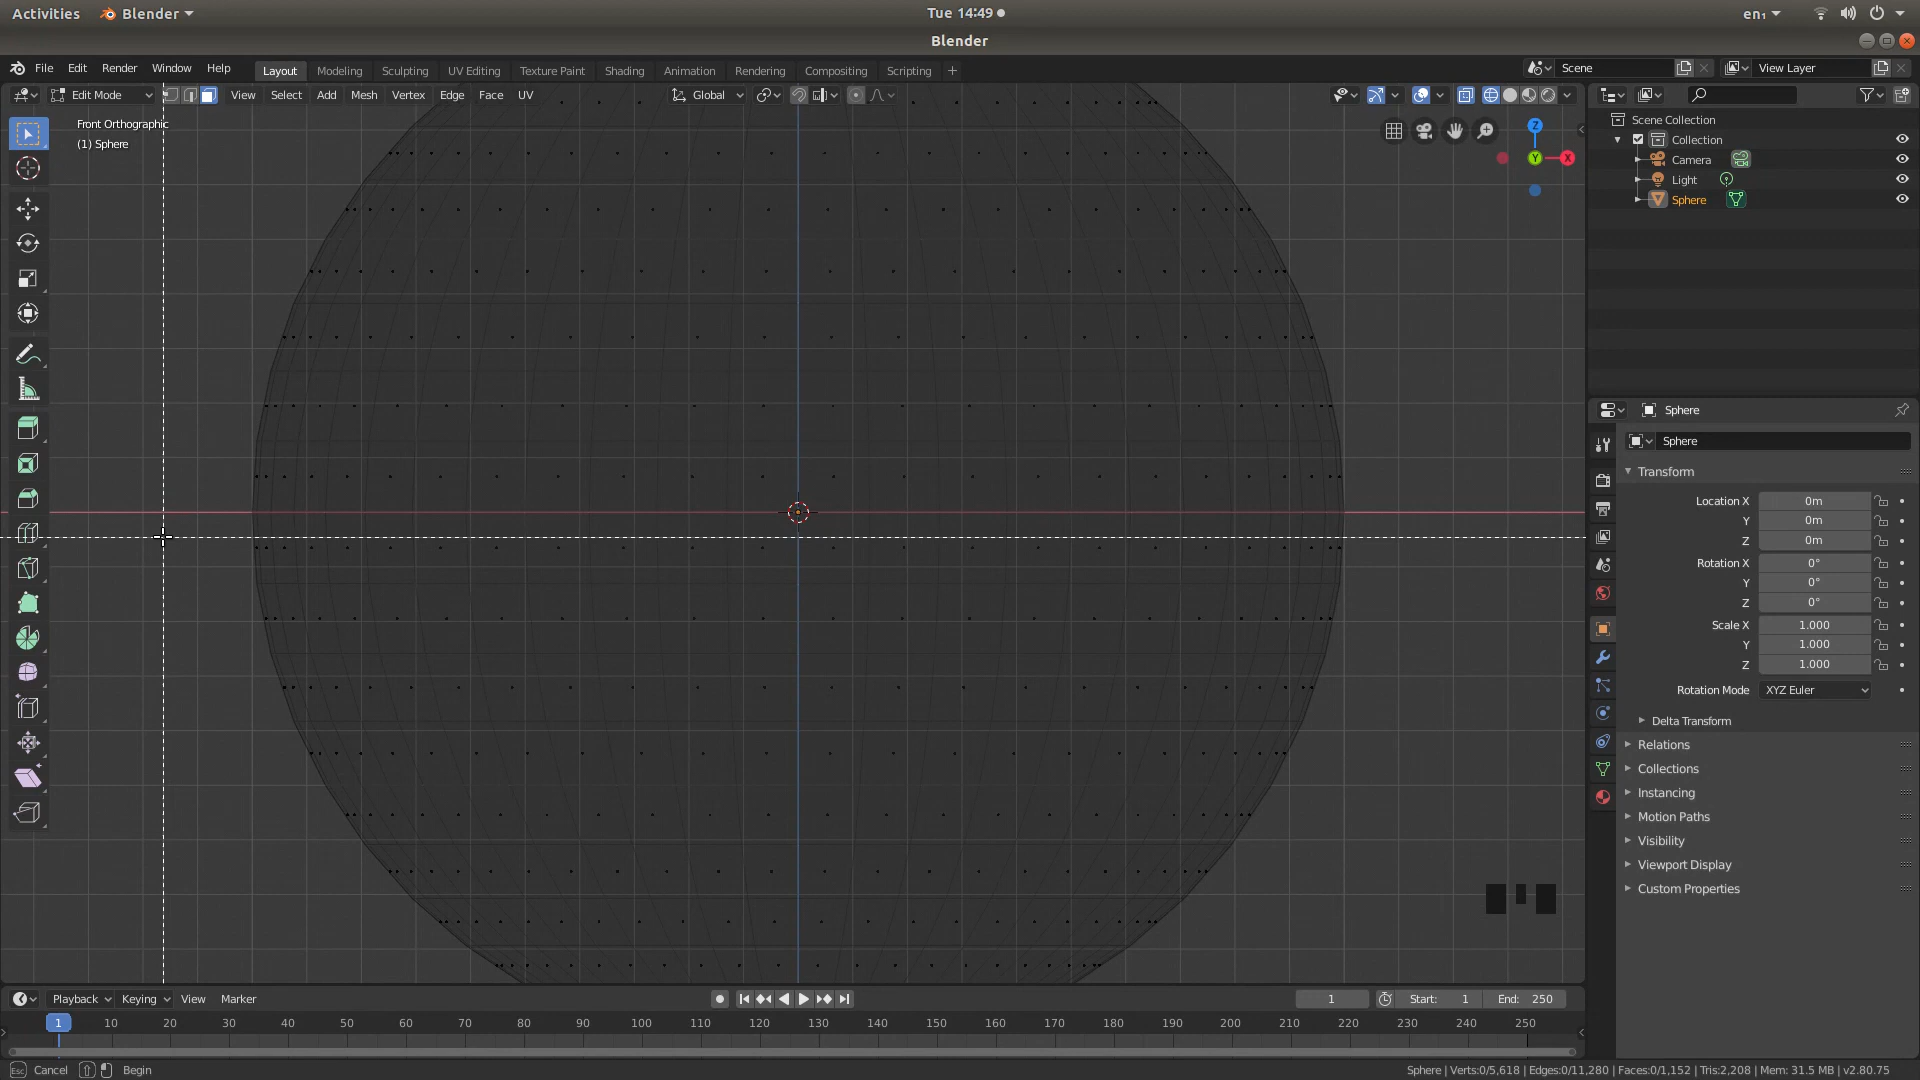 Activities Blender Tue 14:49 en₁
Blender
File Edit Render Window Help Layout Modeling Sculpting UV Editing Texture Paint Shading Animation Rendering Compositing Scripting + Scene View Layer
Edit Mode View Select Add Mesh Vertex Edge Face UV Global
Front Orthographic
(1) Sphere
Z
Y
X
Scene Collection
Collection
Camera
Light
Sphere
Sphere
Sphere
Transform
Location X 0m
Y 0m
Z 0m
Rotation X 0°
Y 0°
Z 0°
Scale X 1.000
Y 1.000
Z 1.000
Rotation Mode XYZ Euler
Delta Transform
Relations
Collections
Instancing
Motion Paths
Visibility
Viewport Display
Custom Properties
Playback Keying View Marker 1 Start: 1 End: 250
1 10 20 30 40 50 60 70 80 90 100 110 120 130 140 150 160 170 180 190 200 210 220 230 240 250
Esc Cancel Begin Sphere | Verts:0/5,618 | Edges:0/11,280 | Faces:0/1,152 | Tris:2,208 | Mem: 31.5 MB | v2.80.75